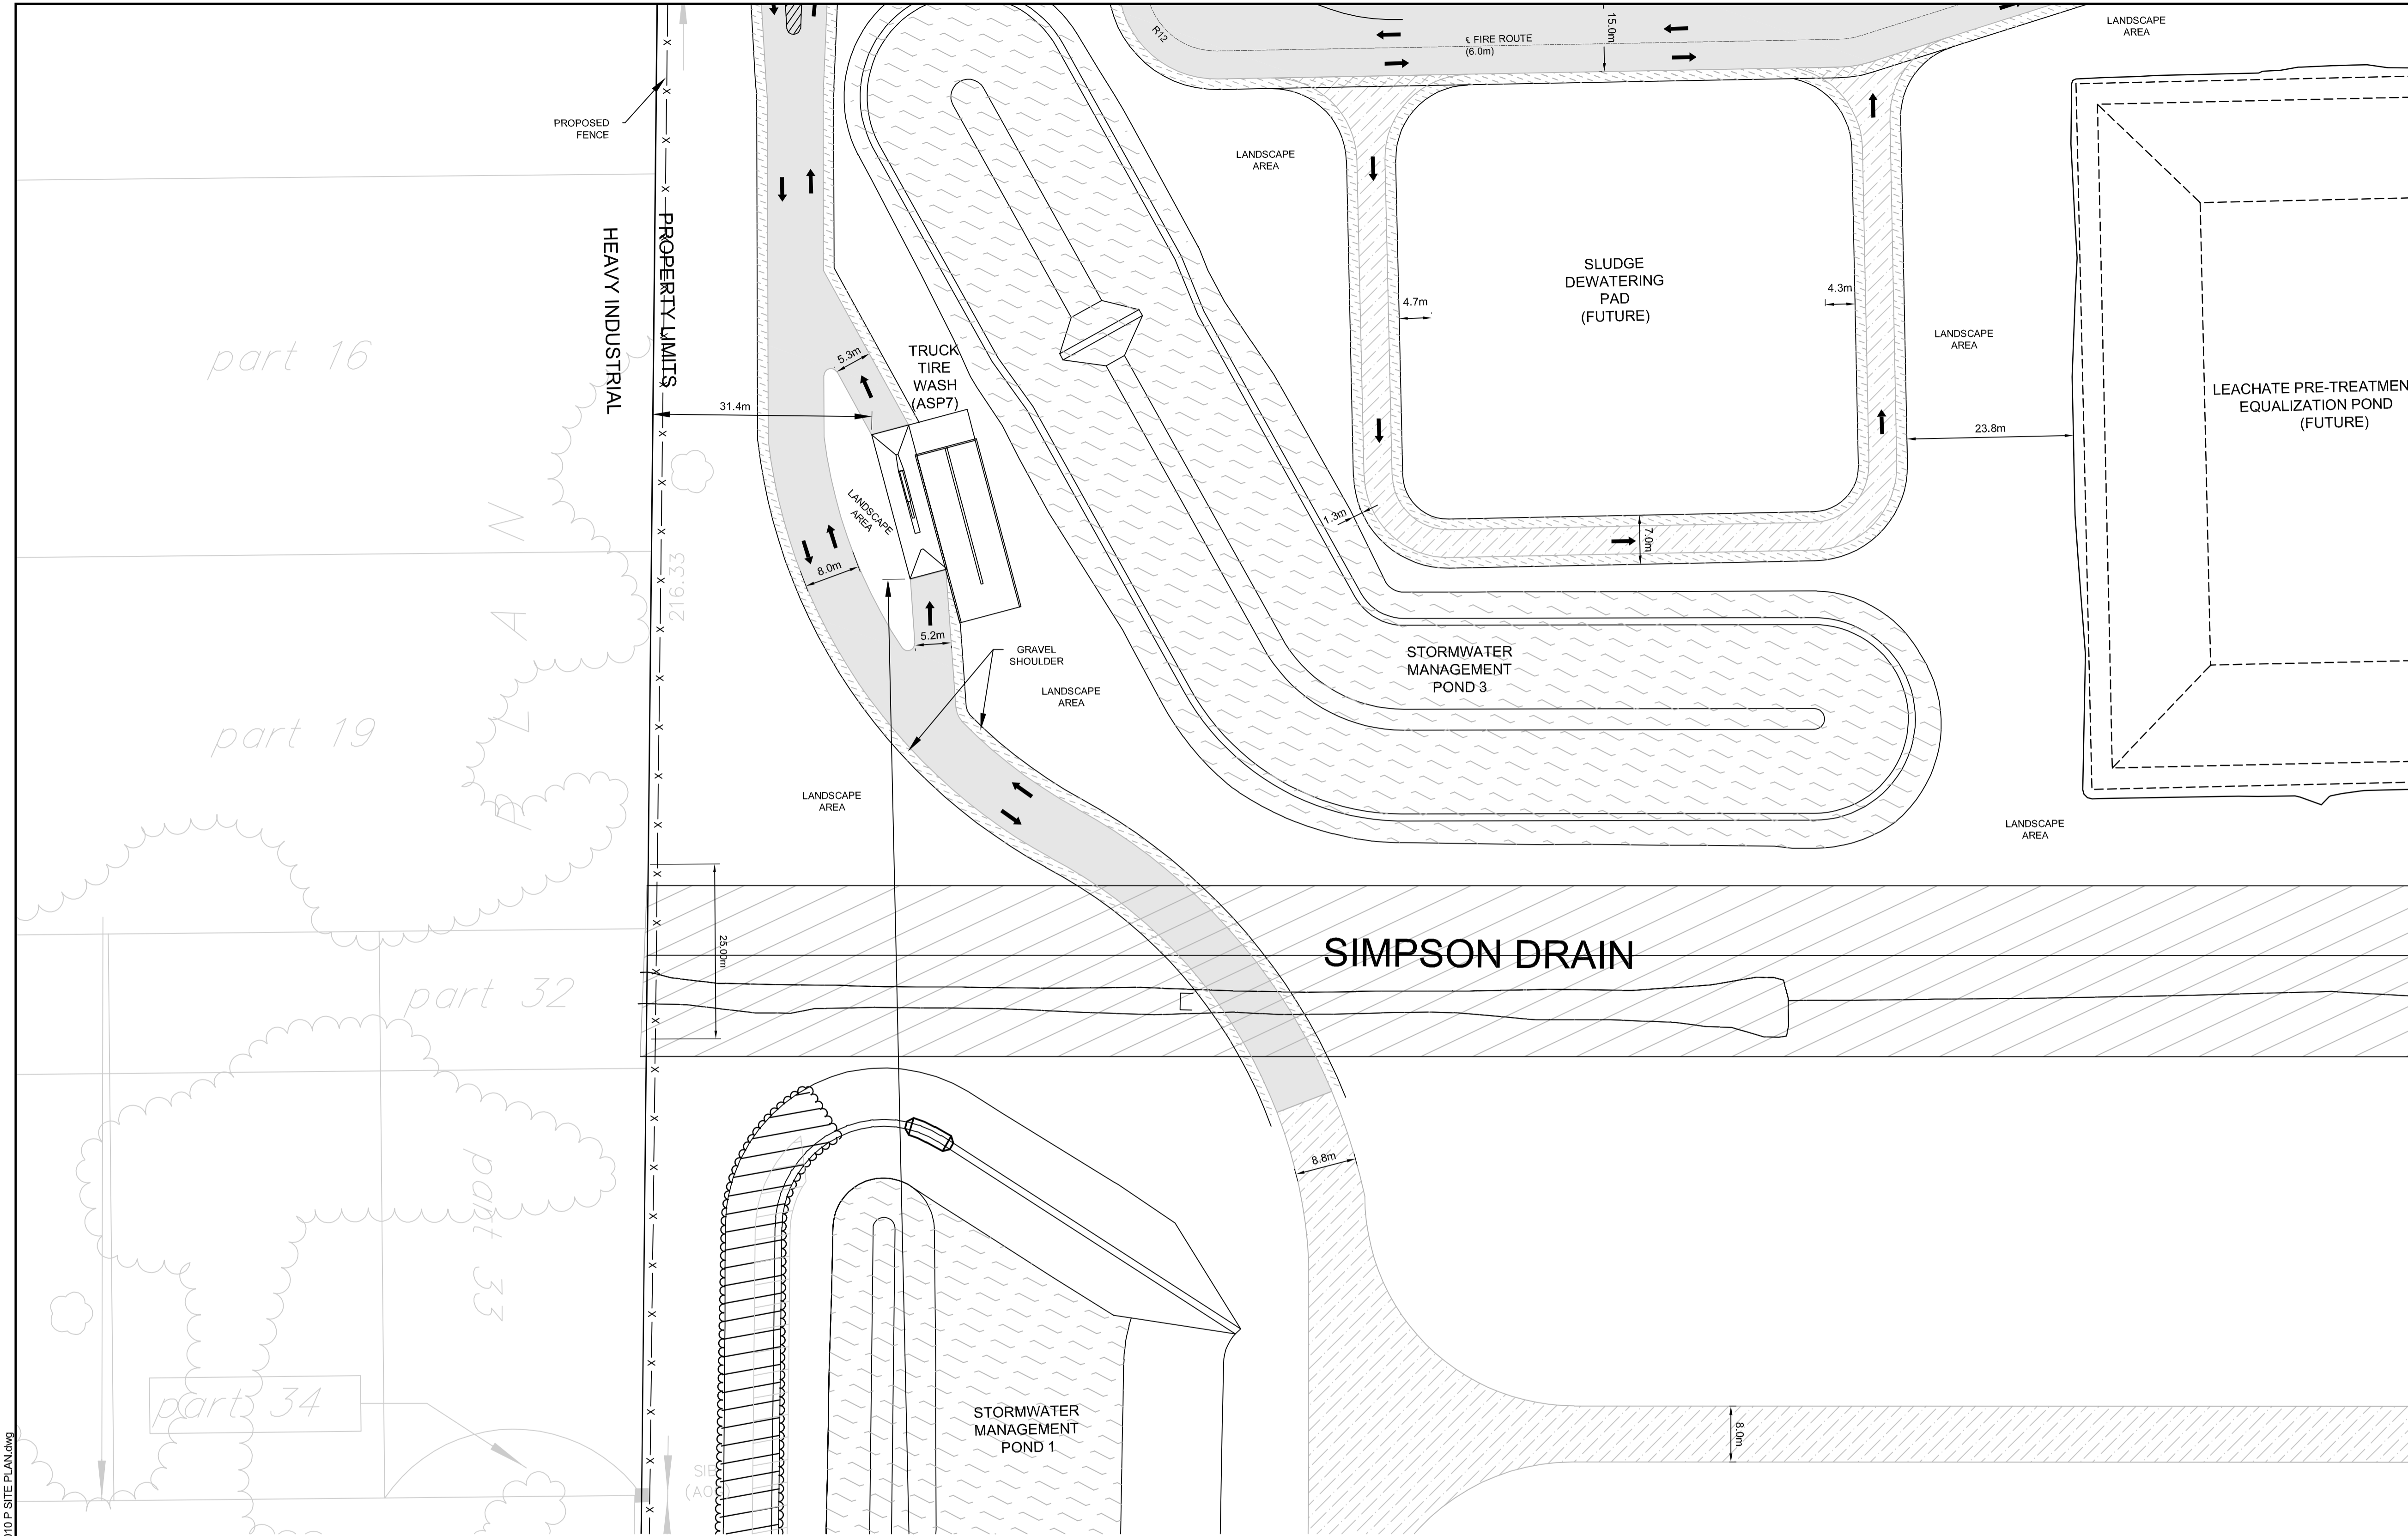 LANDSCAPE
AREA
R12
15.0m
℄ FIRE ROUTE
(6.0m)
PROPOSED
FENCE
LANDSCAPE
AREA
HEAVY INDUSTRIAL
PROPERTY LIMITS
SLUDGE
DEWATERING
PAD
(FUTURE)
4.7m
4.3m
LANDSCAPE
AREA
part 16
5.3m
TRUCK
TIRE
WASH
(ASP7)
31.4m
LEACHATE PRE-TREATMEN
EQUALIZATION POND
(FUTURE)
23.8m
LANDSCAPE
AREA
1.3m
7.0m
8.0m
216.33
5.2m
GRAVEL
SHOULDER
LANDSCAPE
AREA
STORMWATER
MANAGEMENT
POND 3
part 19
LANDSCAPE
AREA
LANDSCAPE
AREA
25.00m
SIMPSON DRAIN
part 32
8.8m
part 33
part 34
STORMWATER
MANAGEMENT
POND 1
8.0m
010 P SITE PLAN.dwg